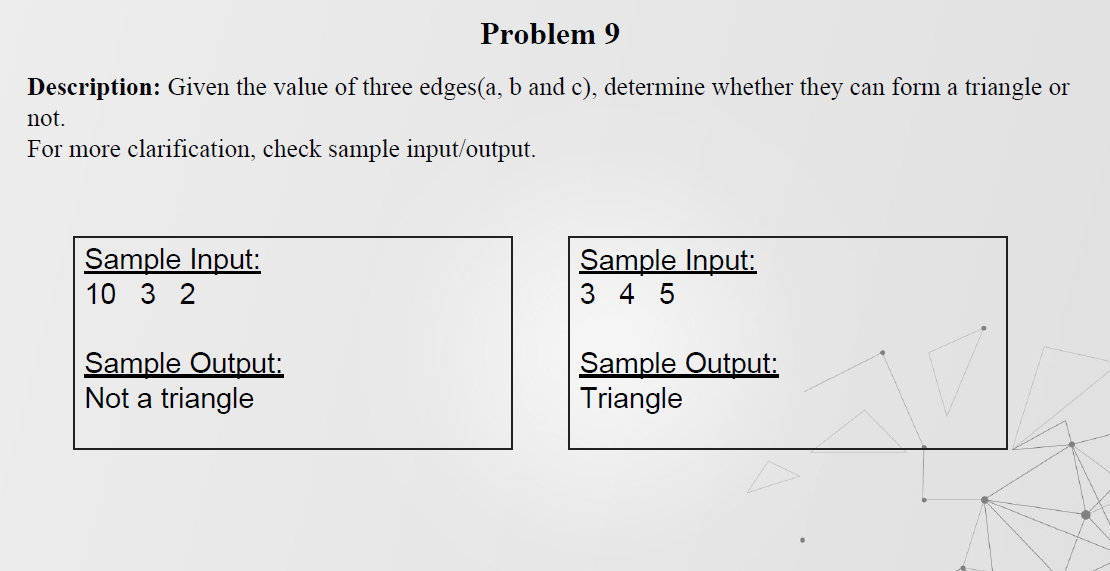 Problem 9
Description: Given the value of three edges(a, b and c), determine whether they can form a triangle or
not.
For more clarification, check sample input/output.
Sample Input:
10 3 2
Sample Output:
Not a triangle
Sample Input:
3 4 5
Sample Output:
Triangle